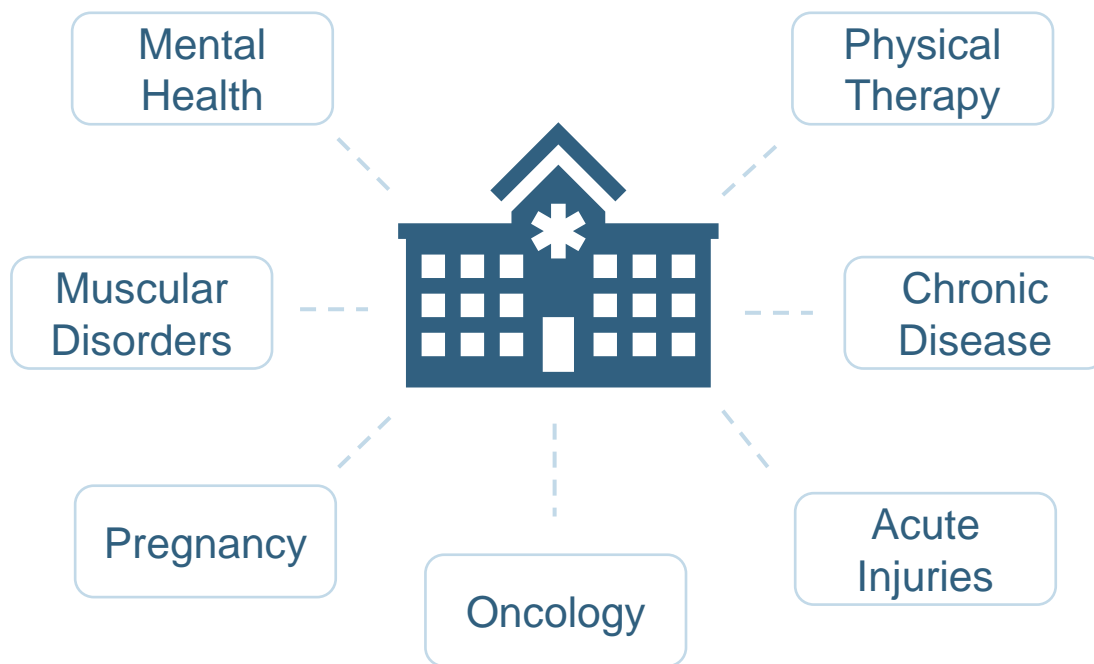 Mental
Health
Physical
Therapy
Muscular
Disorders
Chronic
Disease
Pregnancy
Acute
Injuries
Oncology